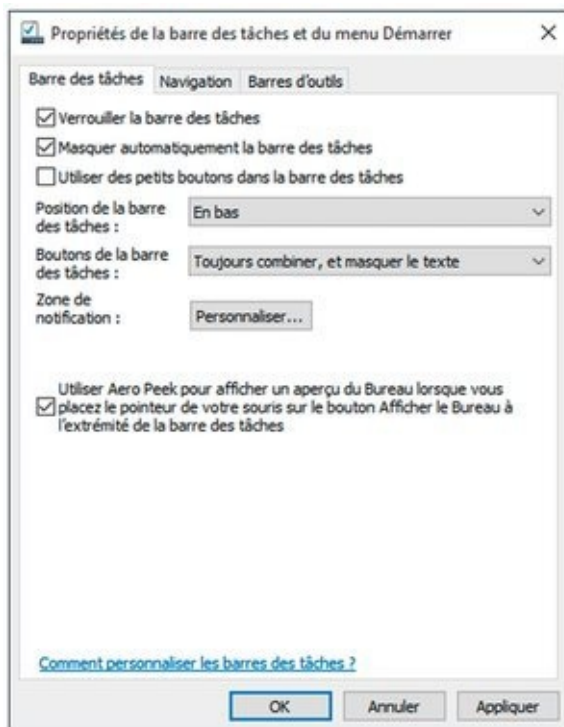 Propriétés de la barre des tâches et du menu Démarrer
Barre des tâches Navigation Barres d'outils
Verrouiller la barre des tâches
Masquer automatiquement la barre des tâches
Utiliser des petits boutons dans la barre des tâches
Position de la barre
des tâches :
En bas
Boutons de la barre
des tâches :
Toujours combiner, et masquer le texte
Zone de
notification :
Personnaliser...
Utiliser Aero Peek pour afficher un aperçu du Bureau lorsque vous
placez le pointeur de votre souris sur le bouton Afficher le Bureau à
l'extrémité de la barre des tâches
Comment personnaliser les barres des tâches ?
OK Annuler Appliquer